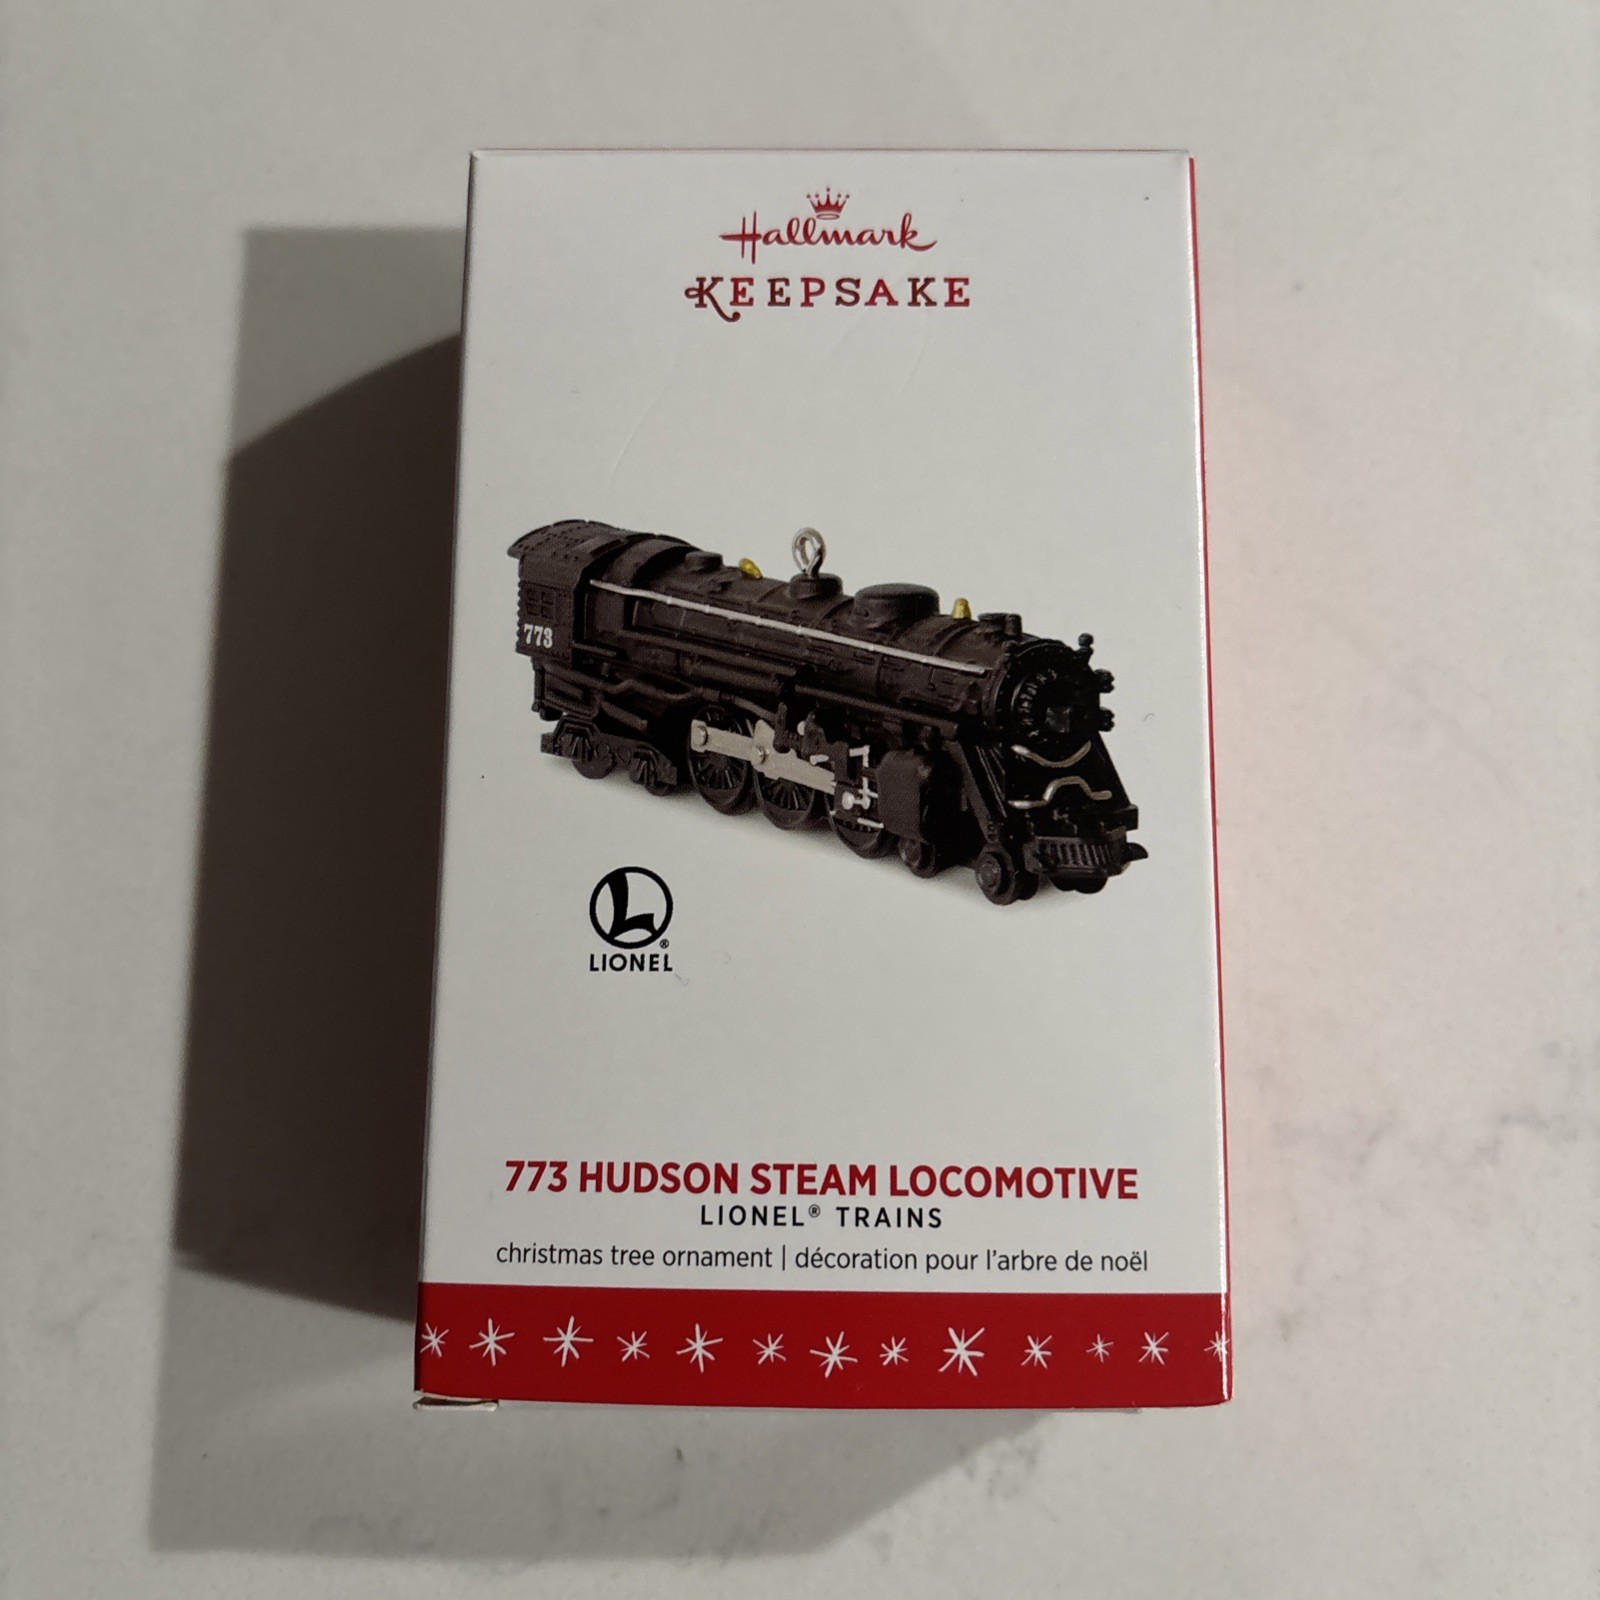 Hallmark
KEEPSAKE
773
L
®
LIONEL
773 HUDSON STEAM LOCOMOTIVE
LIONEL® TRAINS
christmas tree ornament | décoration pour l'arbre de noël